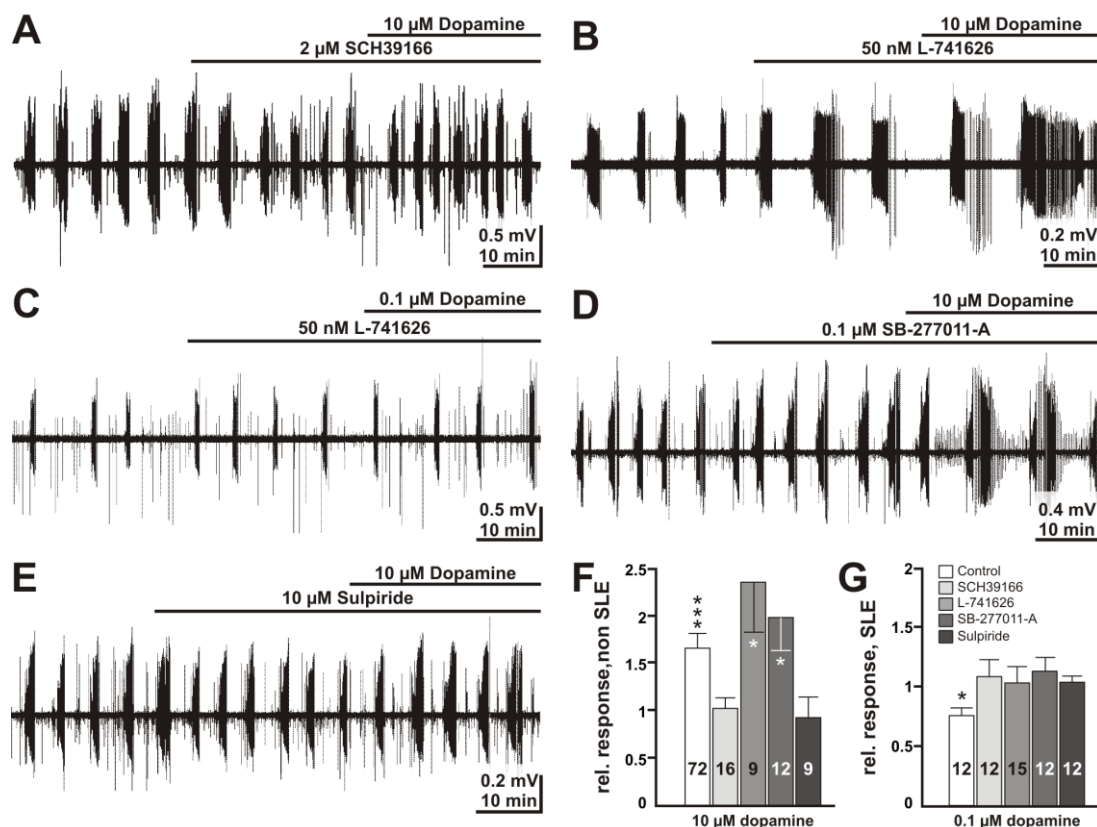 A
10 µM Dopamine
2 µM SCH39166
0.5 mV
10 min
B
10 µM Dopamine
50 nM L-741626
0.2 mV
10 min
C
0.1 µM Dopamine
50 nM L-741626
0.5 mV
10 min
D
10 µM Dopamine
0.1 µM SB-277011-A
0.4 mV
10 min
E
10 µM Dopamine
10 µM Sulpiride
0.2 mV
10 min
F
rel. response,non SLE
2.5
2.0
1.5
1
0.5
0
***
*
*
72 16 9 12 9
10 µM dopamine
G
rel. response, SLE
2
1.5
1
0.5
0
Control
SCH39166
L-741626
SB-277011-A
Sulpiride
*
12 12 15 12 12
0.1 µM dopamine